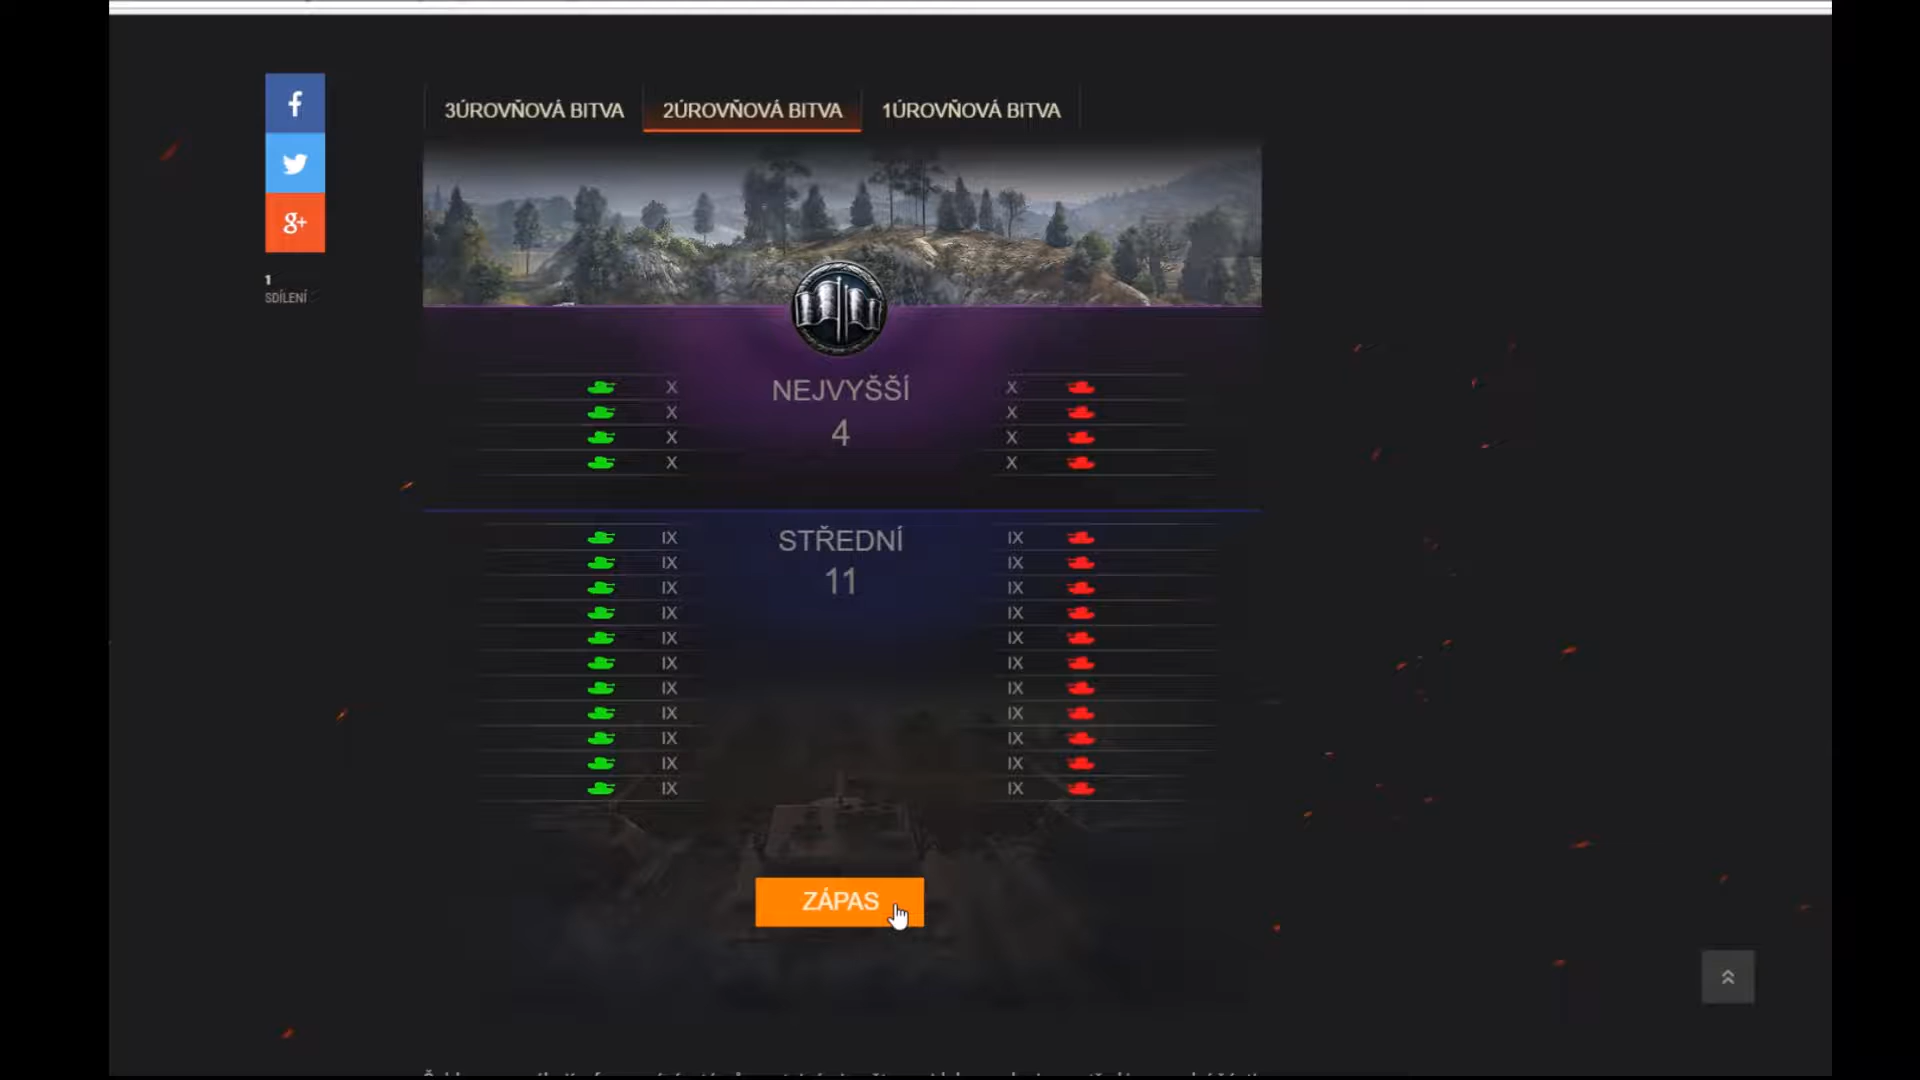 f
g+
1
SDÍLENÍ
3ÚROVŇOVÁ BITVA 2ÚROVŇOVÁ BITVA 1ÚROVŇOVÁ BITVA
NEJVYŠŠÍ
4
X X
X X
X X
X X
STŘEDNÍ
11
IX IX
IX IX
IX IX
IX IX
IX IX
IX IX
IX IX
IX IX
IX IX
IX IX
IX IX
ZÁPAS